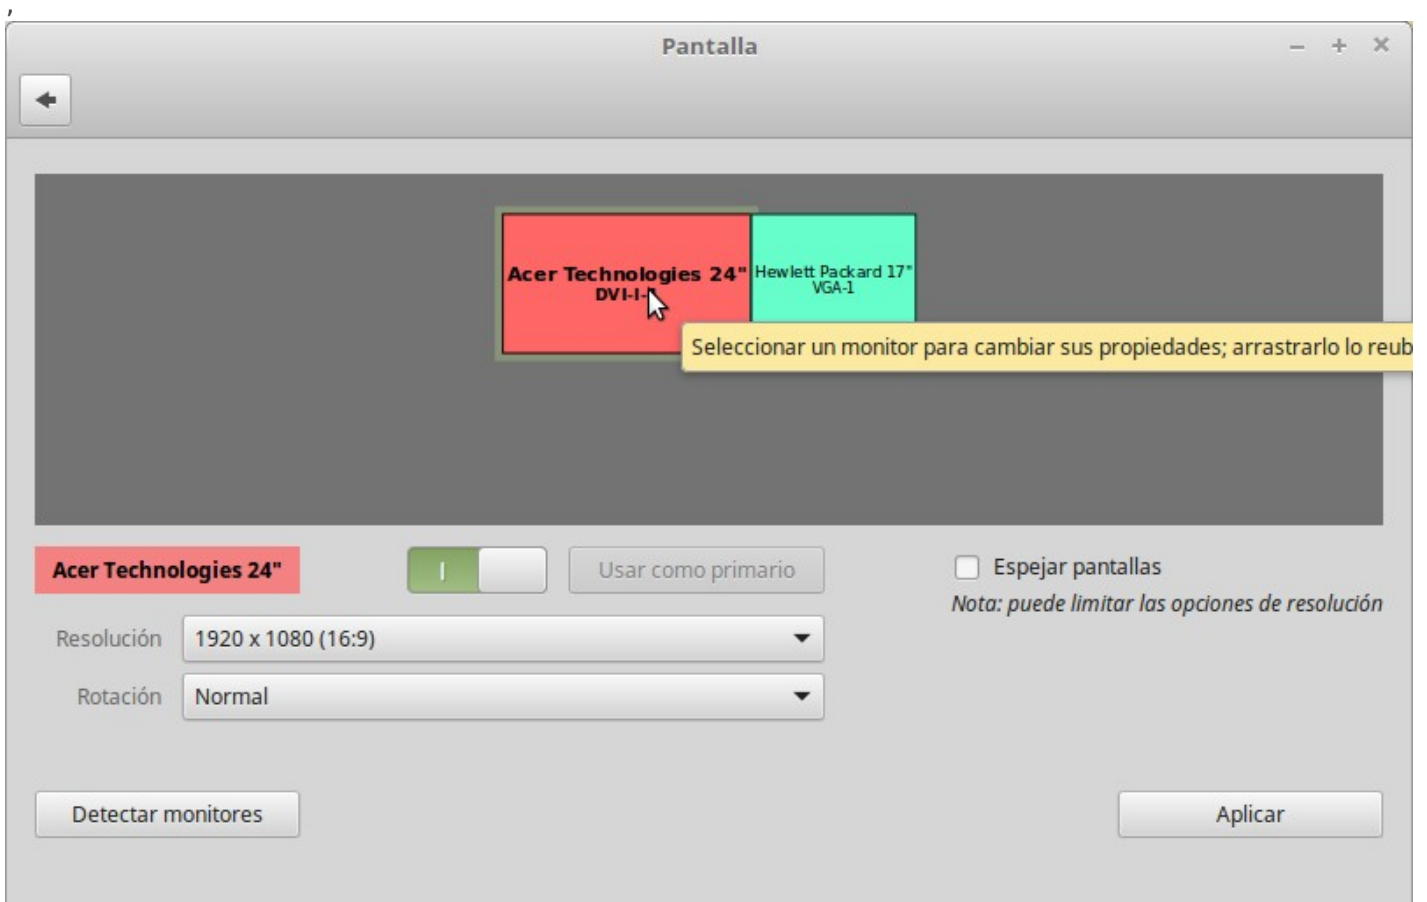 ,
Pantalla
Acer Technologies 24"
DVI-I-
Hewlett Packard 17"
VGA-1
Seleccionar un monitor para cambiar sus propiedades; arrastrarlo lo reub
Acer Technologies 24"
Usar como primario
Espejar pantallas
Nota: puede limitar las opciones de resolución
Resolución
1920 x 1080 (16:9)
Rotación
Normal
Detectar monitores
Aplicar